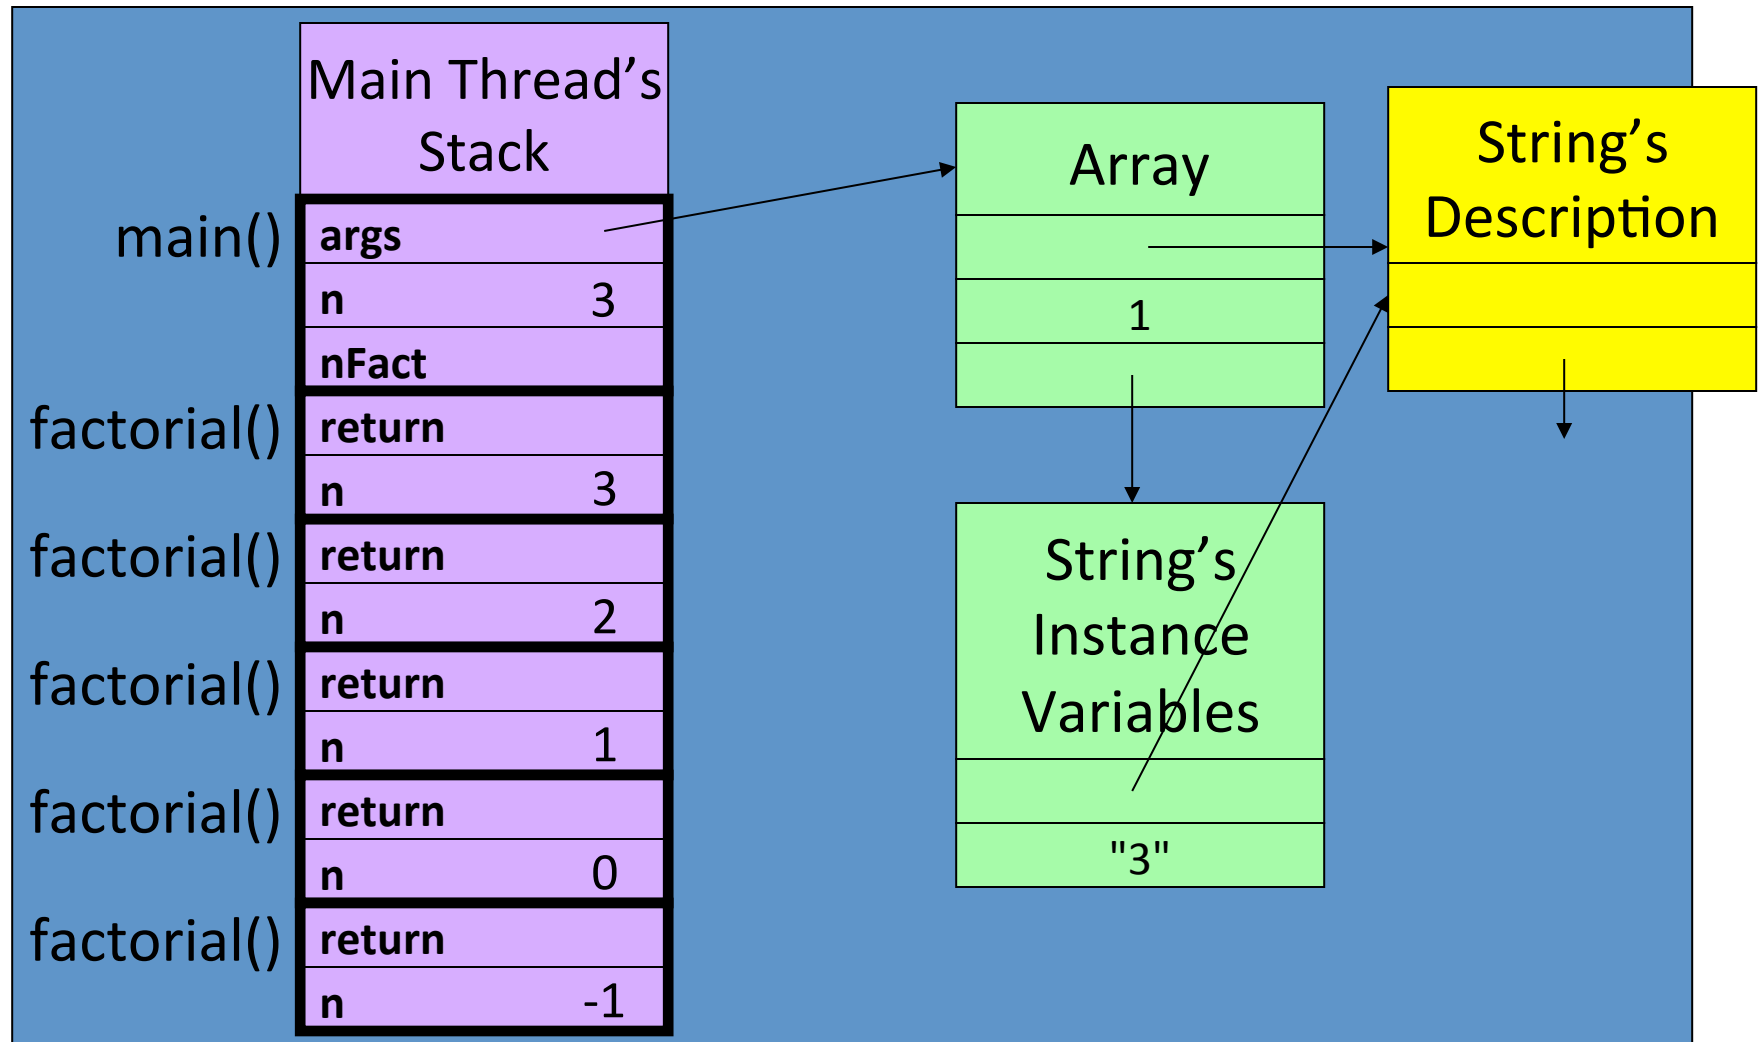 Main Thread’s
Stack
main()
args
n 3
nFact
factorial()
return
n 3
factorial()
return
n 2
factorial()
return
n 1
factorial()
return
n 0
factorial()
return
n -1
Array
1
String’s
Instance
Variables
"3"
String’s
Description